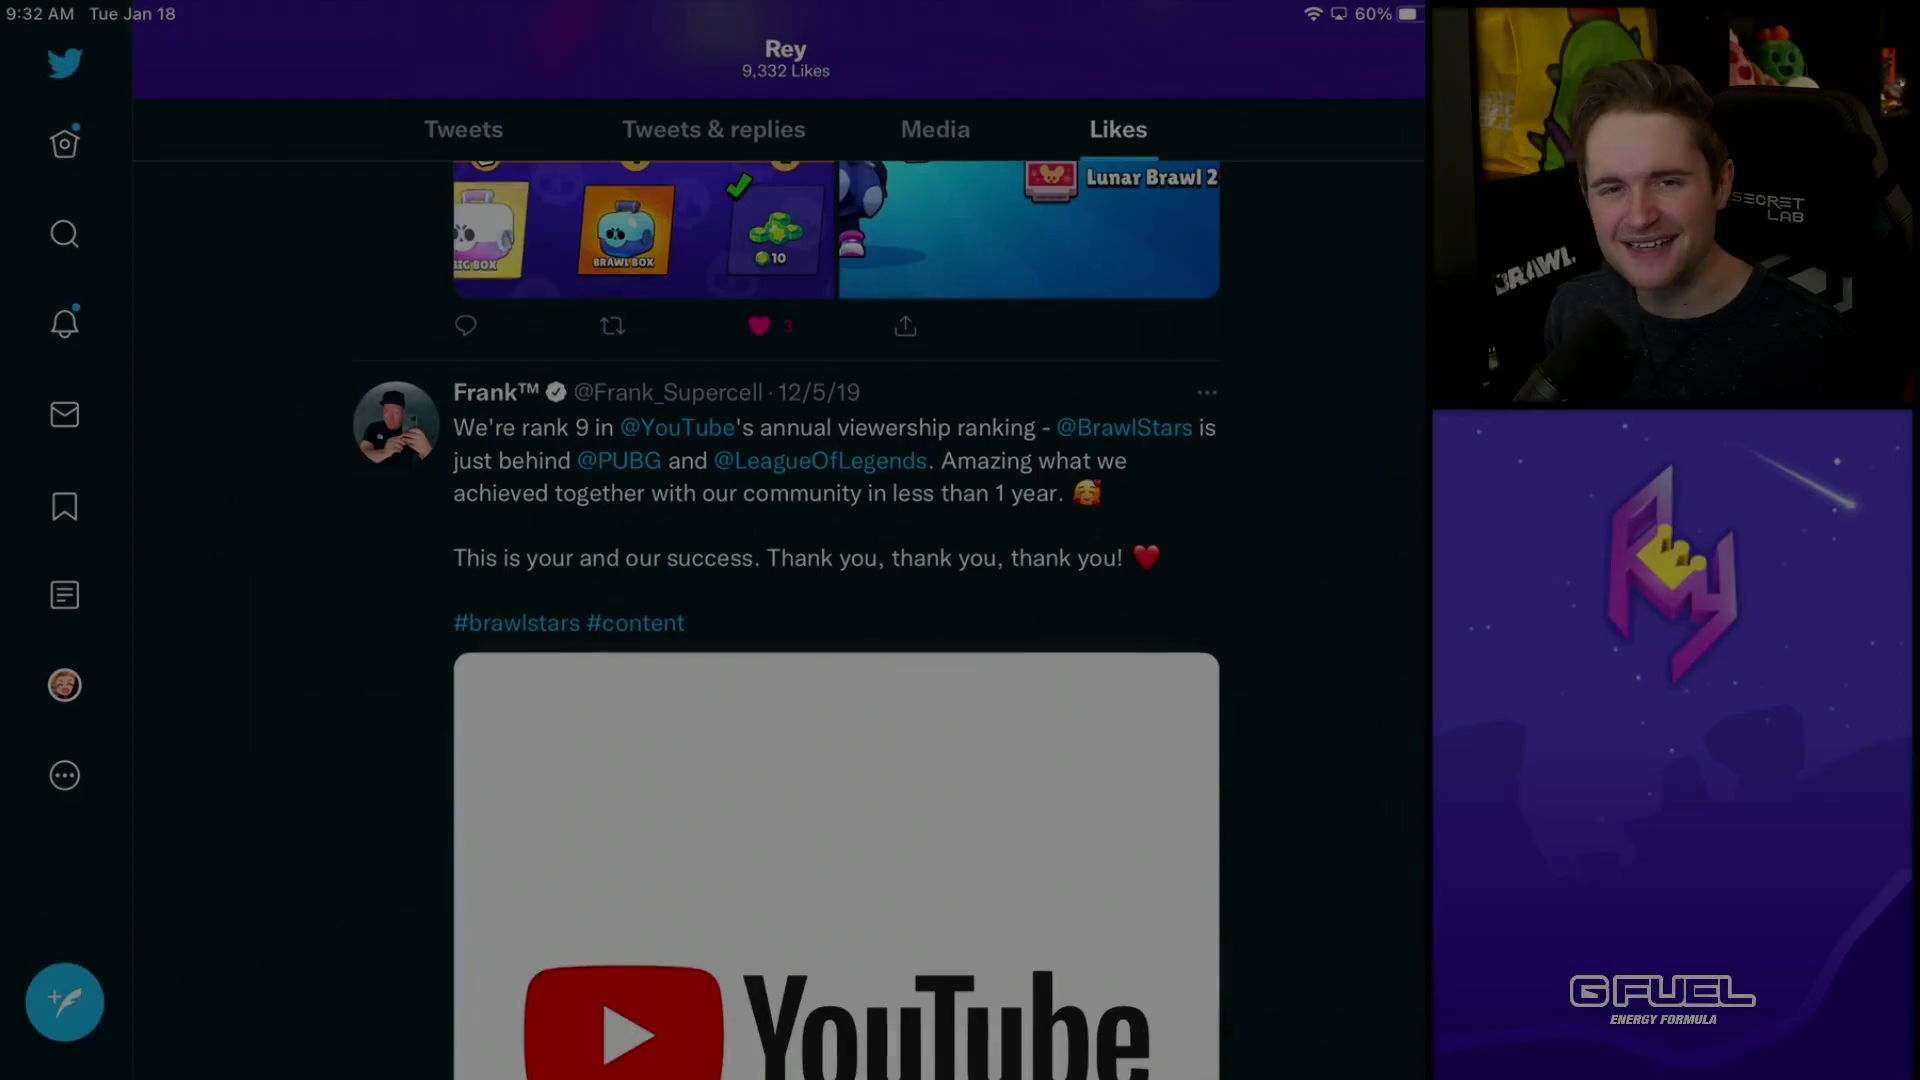 9:32 AM Tue Jan 18
60%
Rey
9,332 Likes
Tweets
Tweets & replies
Media
Likes
BIG BOX
BRAWL BOX
10
Lunar Brawl 2
3
Frank™ @Frank_Supercell · 12/5/19
We're rank 9 in @YouTube's annual viewership ranking - @BrawlStars is
just behind @PUBG and @LeagueOfLegends. Amazing what we
achieved together with our community in less than 1 year. 🥰
This is your and our success. Thank you, thank you, thank you! ❤️
#brawlstars #content
YouTube
SECRET
LAB
BRAWL
Rey
G FUEL
ENERGY FORMULA